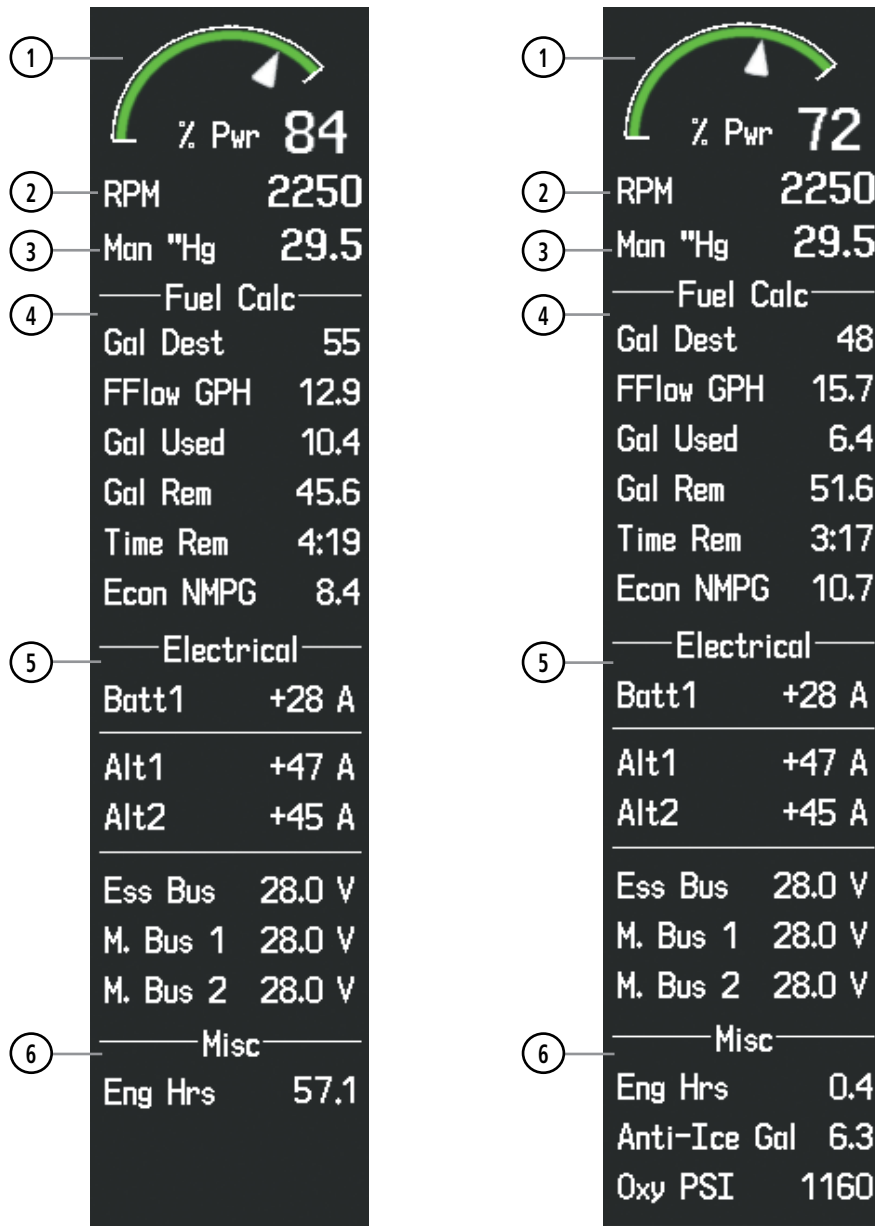 1
% Pwr 84
2
RPM 2250
3
Man "Hg 29.5
4
Fuel Calc
Gal Dest 55
FFlow GPH 12.9
Gal Used 10.4
Gal Rem 45.6
Time Rem 4:19
Econ NMPG 8.4
5
Electrical
Batt1 +28 A
Alt1 +47 A
Alt2 +45 A
Ess Bus 28.0 V
M. Bus 1 28.0 V
M. Bus 2 28.0 V
6
Misc
Eng Hrs 57.1
1
% Pwr 72
2
RPM 2250
3
Man "Hg 29.5
4
Fuel Calc
Gal Dest 48
FFlow GPH 15.7
Gal Used 6.4
Gal Rem 51.6
Time Rem 3:17
Econ NMPG 10.7
5
Electrical
Batt1 +28 A
Alt1 +47 A
Alt2 +45 A
Ess Bus 28.0 V
M. Bus 1 28.0 V
M. Bus 2 28.0 V
6
Misc
Eng Hrs 0.4
Anti-Ice Gal 6.3
Oxy PSI 1160